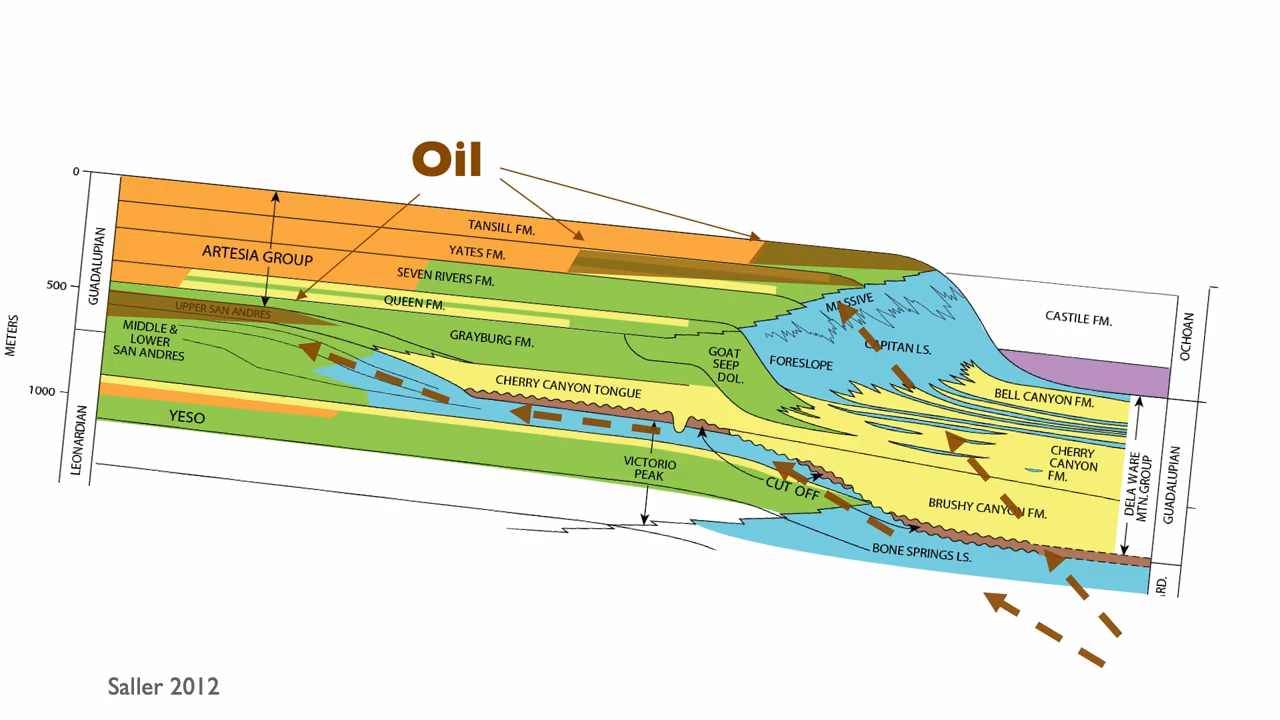 Oil
0
500
1000
METERS
GUADALUPIAN
LEONARDIAN
TANSILL FM.
YATES FM.
ARTESIA GROUP
SEVEN RIVERS FM.
QUEEN FM.
UPPER SAN ANDRES
MIDDLE &
LOWER
SAN ANDRES
GRAYBURG FM.
GOAT
SEEP
DOL.
CHERRY CANYON TONGUE
YESO
VICTORIO
PEAK
CUT OFF
MASSIVE
CAPITAN LS.
FORESLOPE
CASTILE FM.
BELL CANYON FM.
CHERRY
CANYON
FM.
BRUSHY CANYON FM.
BONE SPRINGS LS.
DELA WARE
MTN. GROUP
OCHOAN
GUADALUPIAN
RD.
Saller 2012